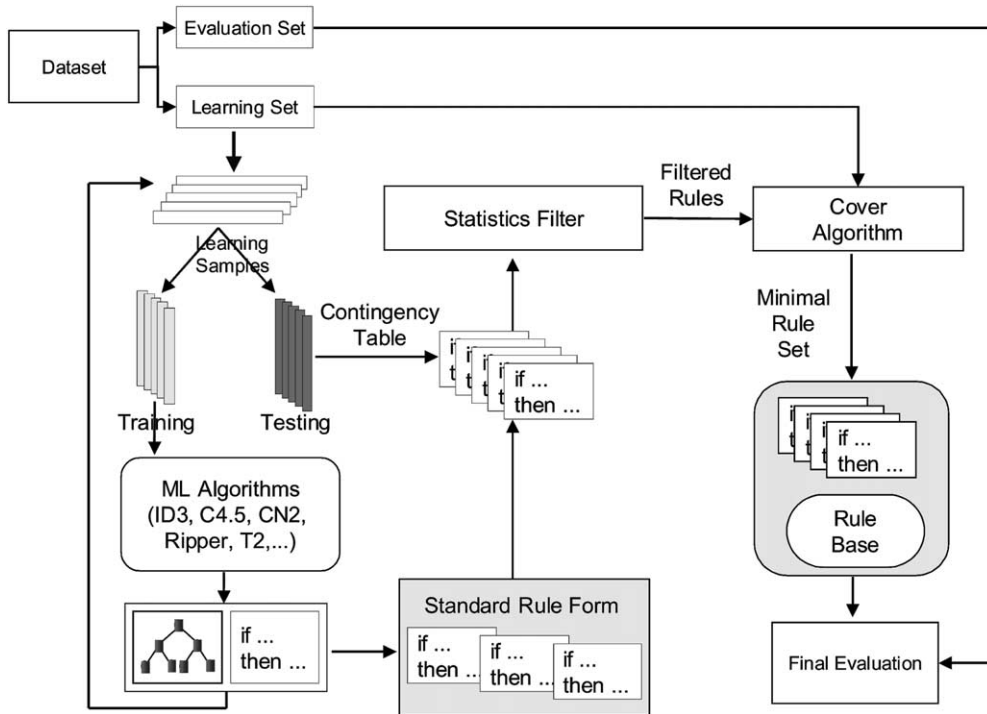 Evaluation Set
Dataset
Learning Set
Learning
Samples
Statistics Filter
Filtered
Rules
Cover
Algorithm
Contingency
Table
Training
Testing
i
t
i
t
i
t
i
t
if ...
then ...
Minimal
Rule
Set
i
t
t
t
if ...
then ...
Rule
Base
ML Algorithms
(ID3, C4.5, CN2,
Ripper, T2,...)
if ...
then ...
Standard Rule Form
if ...
then ...
if ...
then ...
if ...
then ...
Final Evaluation